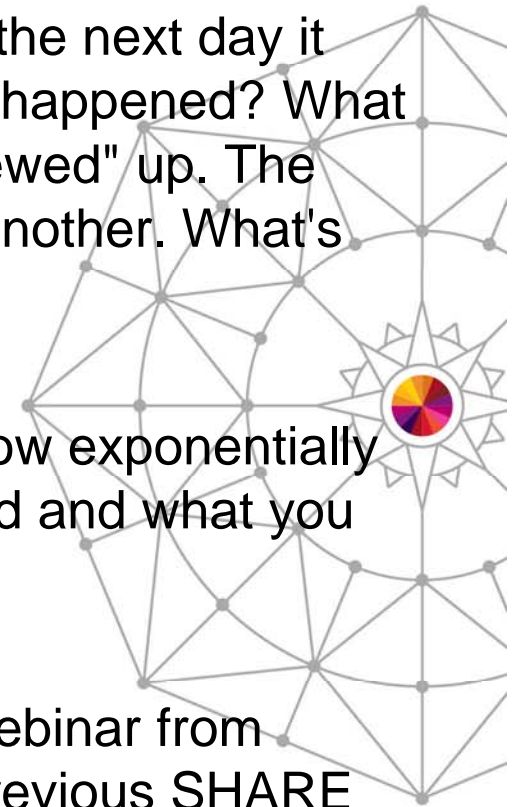 the next day it
happened? What
ewed" up. The
nother. What's
ow exponentially
d and what you
ebinar from
revious SHARE